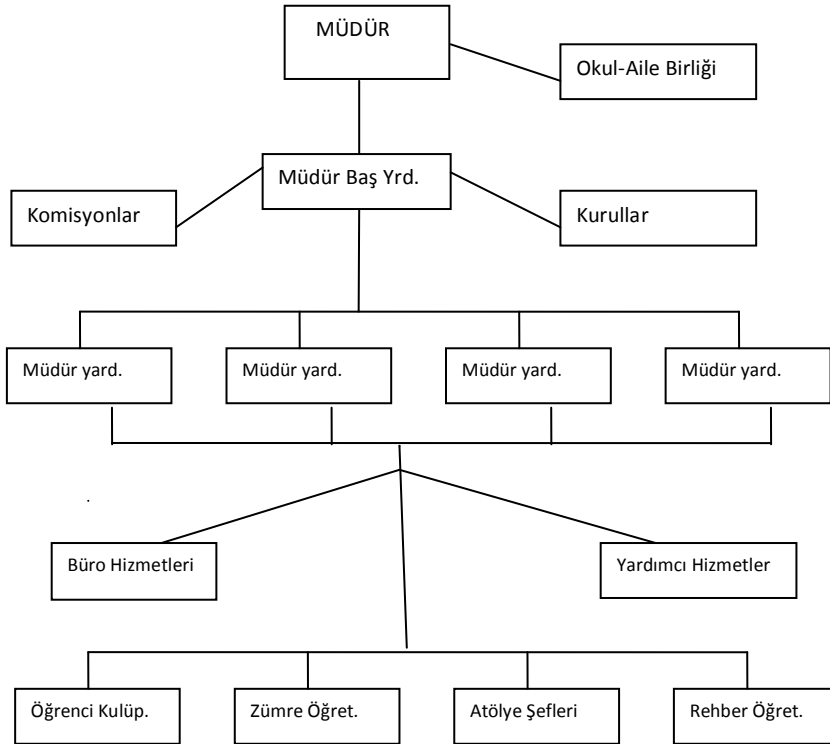 MÜDÜR
Okul-Aile Birliği
Müdür Baş Yrd.
Komisyonlar
Kurullar
Müdür yard.
Müdür yard.
Müdür yard.
Müdür yard.
.
Büro Hizmetleri
Yardımcı Hizmetler
Öğrenci Kulüp.
Zümre Öğret.
Atölye Şefleri
Rehber Öğret.